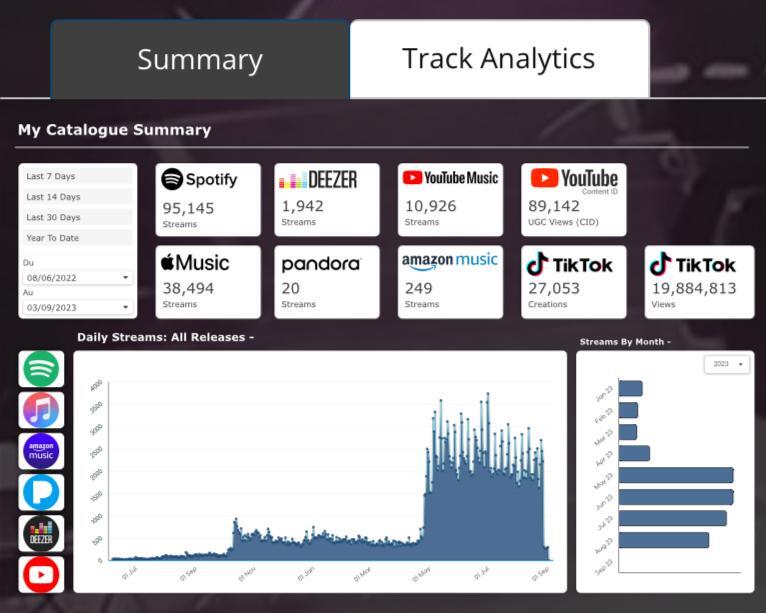 Summary
Track Analytics
My Catalogue Summary
Last 7 Days
Last 14 Days
Last 30 Days
Year To Date
Du
08/06/2022
Au
03/09/2023
Spotify
95,145
Streams
DEEZER
1,942
Streams
YouTube Music
10,926
Streams
YouTube
Content ID
89,142
UGC Views (CID)
Music
38,494
Streams
pandora
20
Streams
amazon music
249
Streams
TikTok
27,053
Creations
TikTok
19,884,813
Views
Daily Streams: All Releases -
amazon
music
DEEZER
4000
3500
3000
2500
2000
1500
1000
500
0
01 Jul
01 Sep
01 Nov
01 Jan
01 Mar
01 May
01 Jul
01 Sep
Streams By Month -
2023
Jan 23
Feb 23
Mar 23
Apr 23
May 23
Jun 23
Jul 23
Aug 23
Sep 23